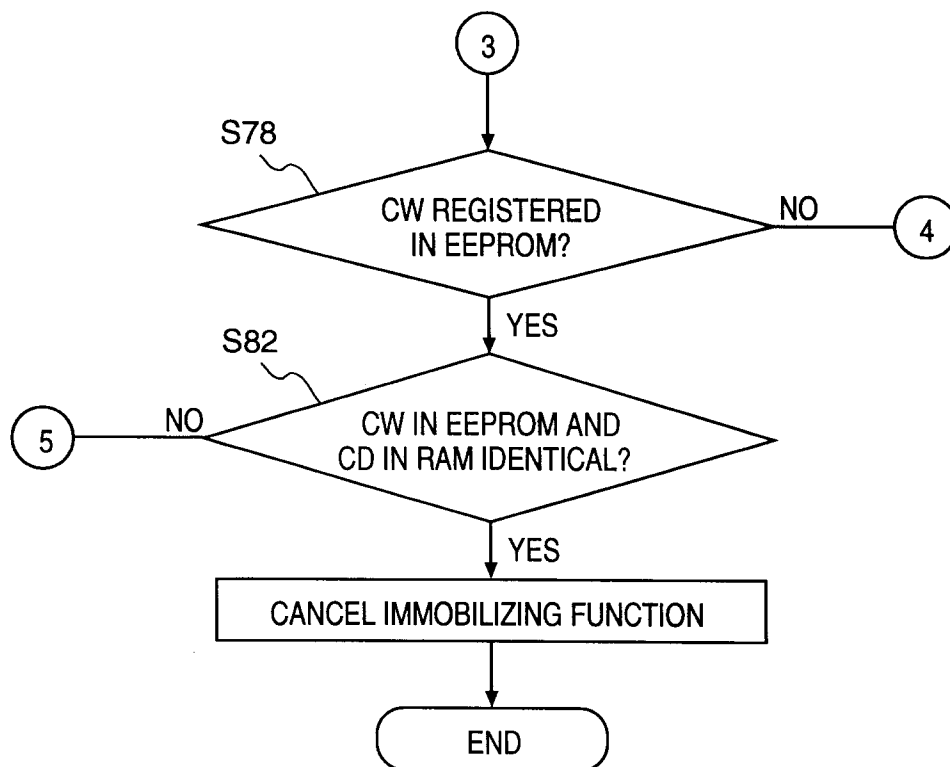 3
S78
CW REGISTERED
IN EEPROM?
NO
4
YES
S82
CW IN EEPROM AND
CD IN RAM IDENTICAL?
NO
5
YES
CANCEL IMMOBILIZING FUNCTION
END